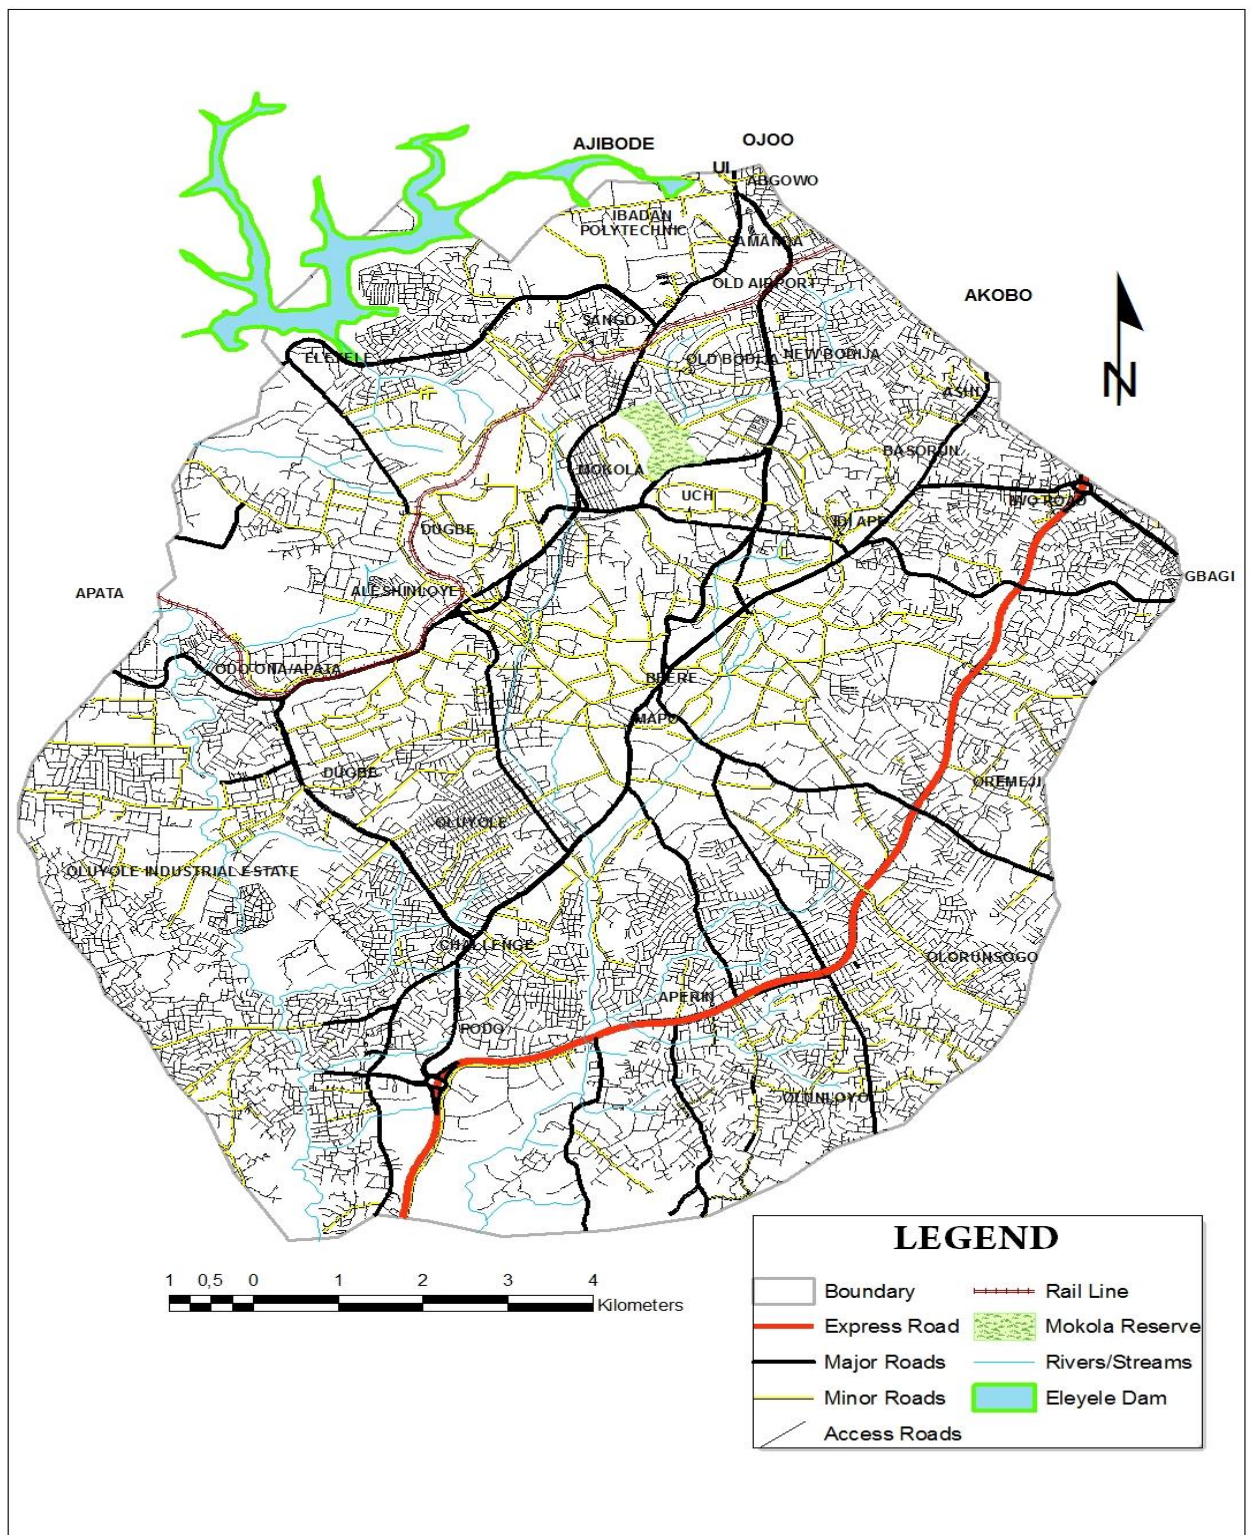 OJOO
AJIBODE
UI
ABGOWO
IBADAN
POLYTECHNIC
SAMANDA
OLD AIRPORT
AKOBO
SANGO
ELEYELE
OLD BODIJA
NEW BODIJA
N
ASHI
BASORUN
MOKOLA
UCH
IWO ROAD
IDI APE
DUGBE
GBAGI
APATA
ALESHINLOYE
ODO ONA/APATA
BEERE
MAPO
DUGBE
OREMEJI
OLUYOLE
OLUYOLE INDUSTRIAL ESTATE
CHALLENGE
OLORUNSOGO
APERIN
PODO
OLUNLOYO
LEGEND
1 0,5 0 1 2 3 4
Kilometers
Boundary
Express Road
Major Roads
Minor Roads
Access Roads
Rail Line
Mokola Reserve
Rivers/Streams
Eleyele Dam